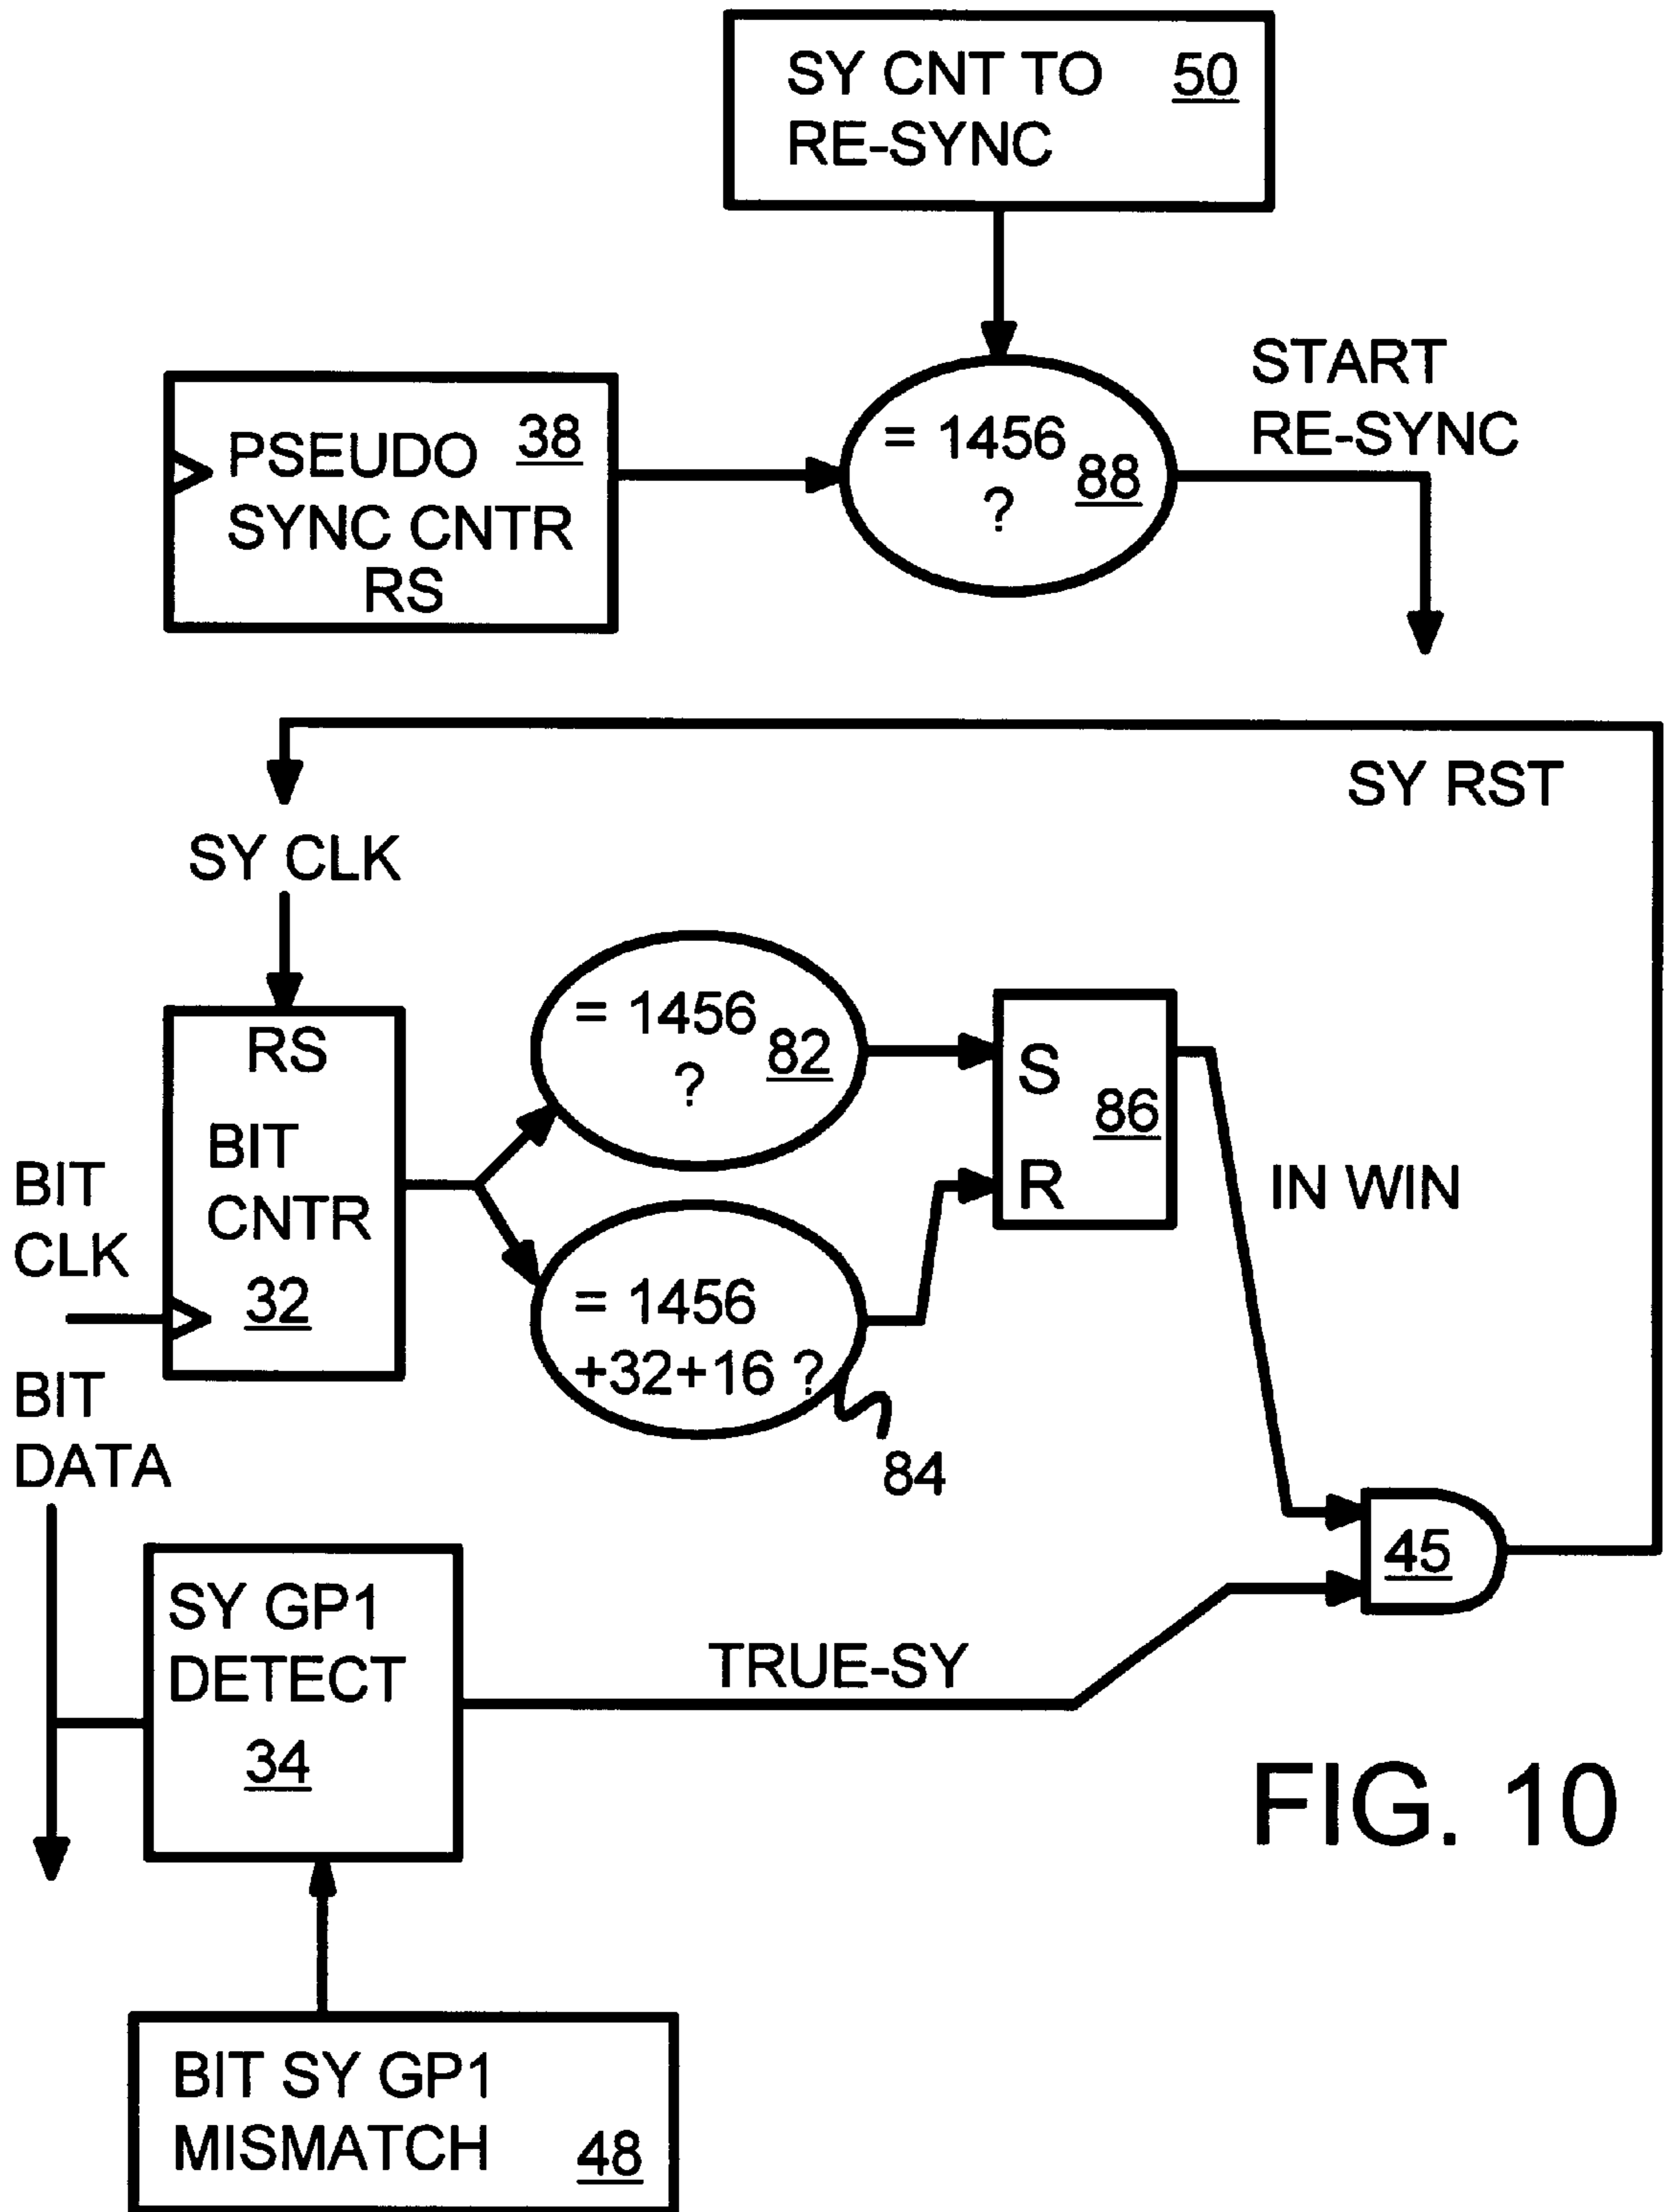 SY CNT TO 50
RE-SYNC
START
RE-SYNC
PSEUDO 38
SYNC CNTR
RS
= 1456
? 88
SY RST
SY CLK
RS
BIT
CNTR
32
BIT
CLK
= 1456
? 82
= 1456
+32+16 ?
84
S
R
86
IN WIN
BIT
DATA
45
SY GP1
DETECT
34
TRUE-SY
FIG. 10
BIT SY GP1
MISMATCH 48